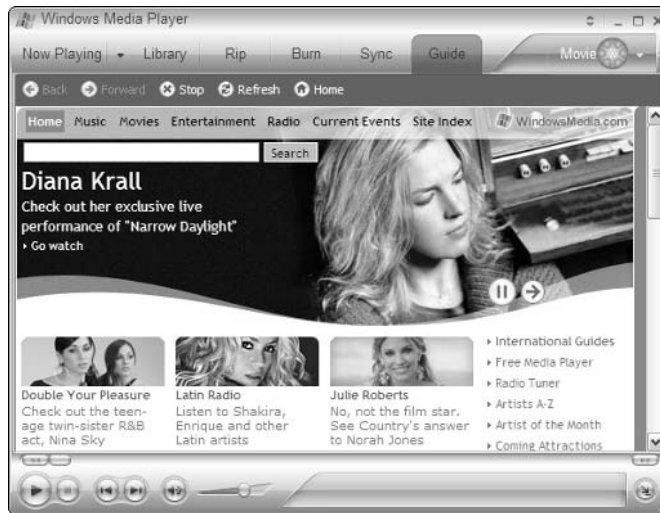 Windows Media Player
Now Playing Library Rip Burn Sync Guide Movie
Back Forward Stop Refresh Home
Home Music Movies Entertainment Radio Current Events Site Index WindowsMedia.com
Search
Diana Krall
Check out her exclusive live
performance of "Narrow Daylight"
Go watch
Double Your Pleasure
Check out the teen-
age twin-sister R&B
act, Nina Sky
Latin Radio
Listen to Shakira,
Enrique and other
Latin artists
Julie Roberts
No, not the film star.
See Country's answer
to Norah Jones
International Guides
Free Media Player
Radio Tuner
Artists A-Z
Artist of the Month
Coming Attractions